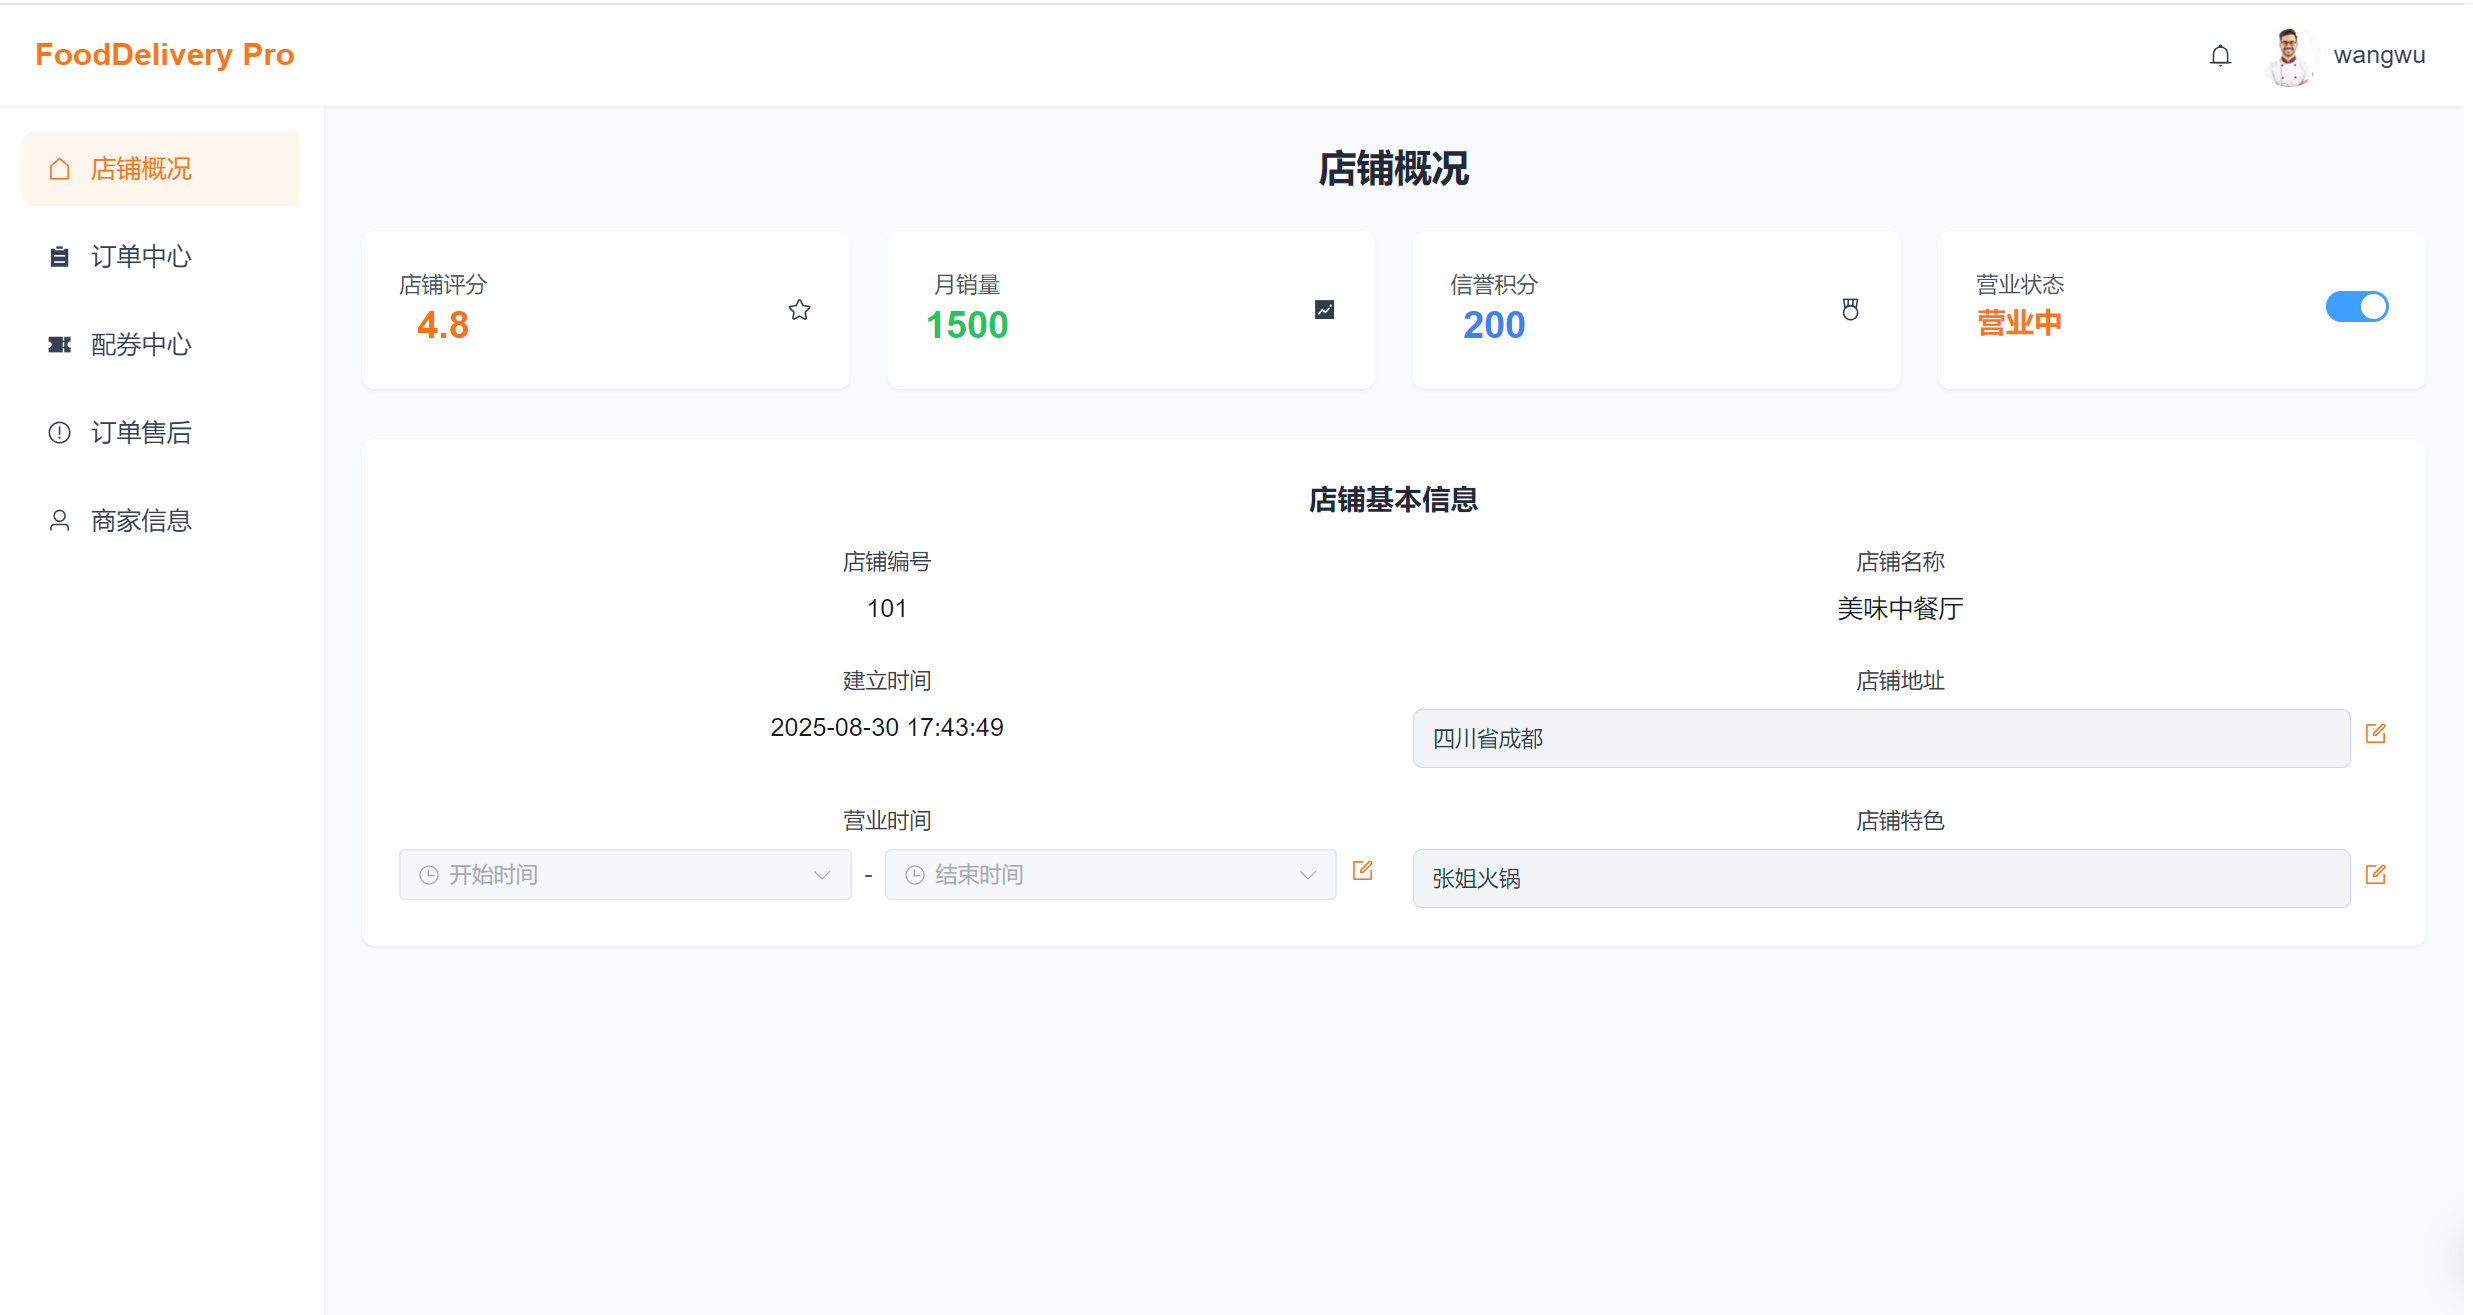 FoodDelivery Pro
wangwu
店铺概况
订单中心
配券中心
订单售后
商家信息
店铺概况
店铺评分
4.8
月销量
1500
信誉积分
200
营业状态
营业中
店铺基本信息
店铺编号
101
店铺名称
美味中餐厅
建立时间
2025-08-30 17:43:49
店铺地址
四川省成都
营业时间
开始时间 - 结束时间
店铺特色
张姐火锅